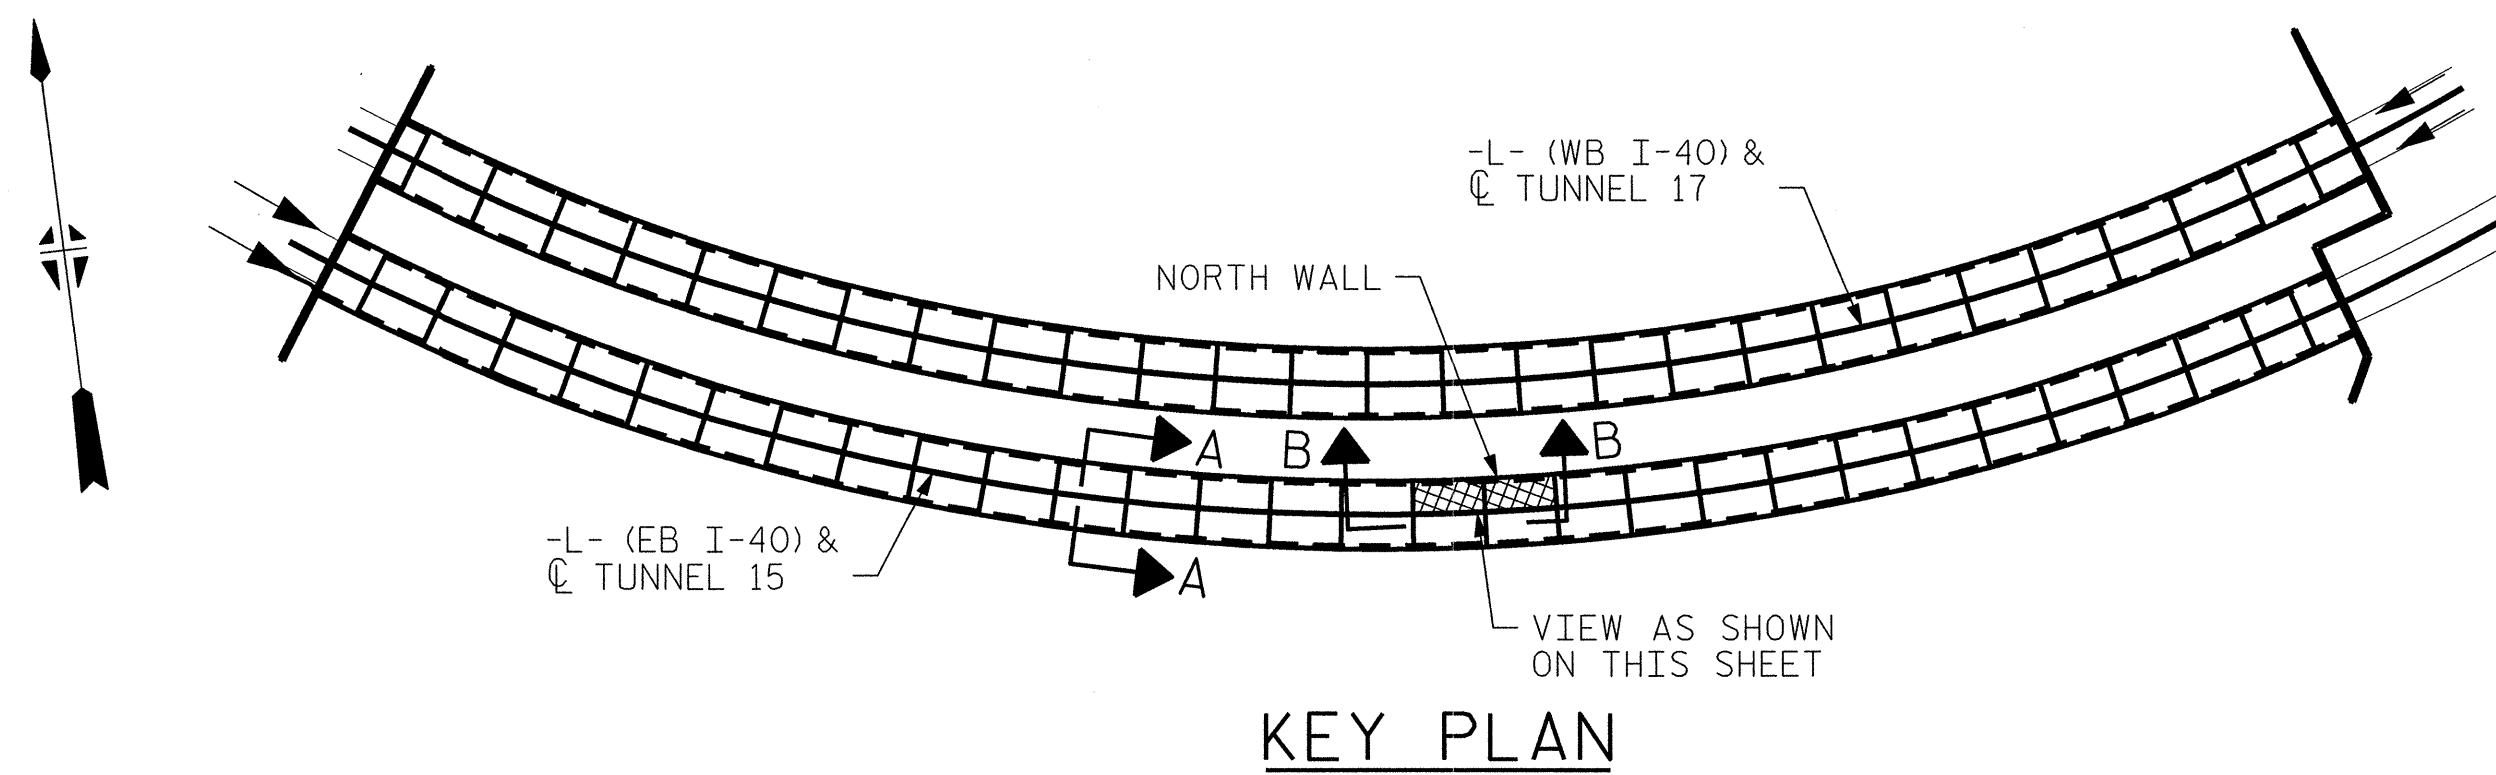 -L- (WB I-40) &
℄ TUNNEL 17
NORTH WALL
A
B
B
-L- (EB I-40) &
℄ TUNNEL 15
A
VIEW AS SHOWN
ON THIS SHEET
KEY PLAN